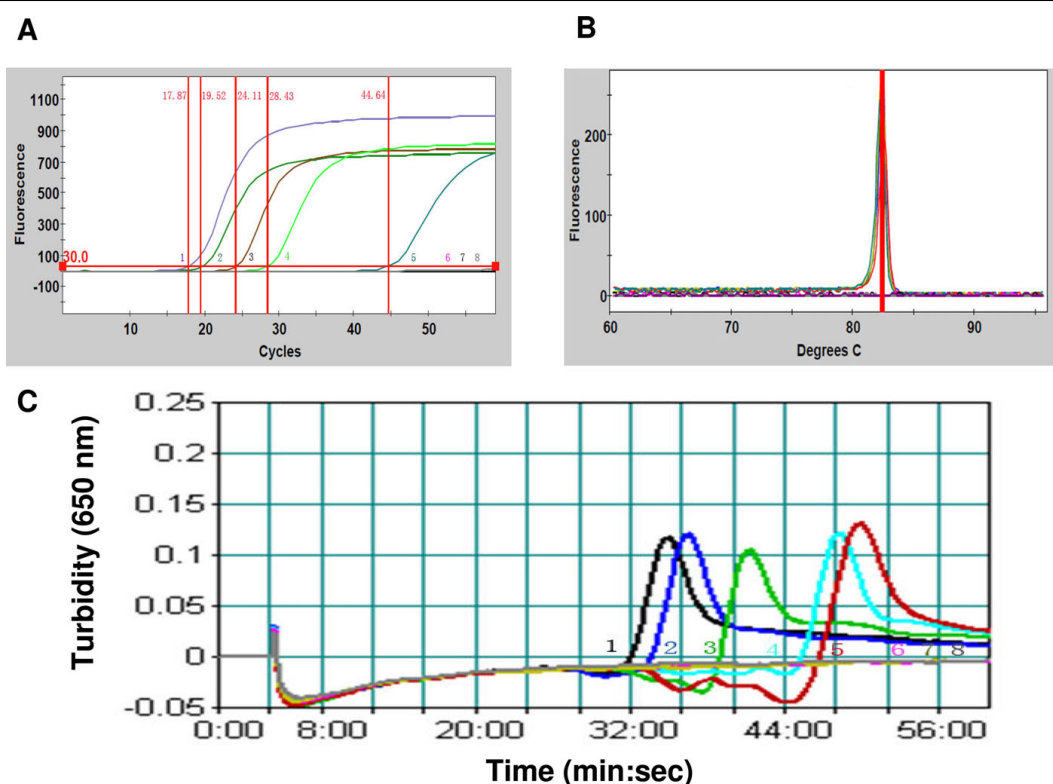 A
1100
900
700
500
300
100
-100
Fluorescence
17.87 19.52 24.11 28.43 44.64
30.0
1 2 3 4 5 6 7 8
10 20 30 40 50
Cycles
B
200
100
0
Fluorescence
60 70 80 90
Degrees C
C
0.25
0.2
0.15
0.1
0.05
0
-0.05
Turbidity (650 nm)
1 2 3 4 5 6 7 8
0:00 8:00 20:00 32:00 44:00 56:00
Time (min:sec)